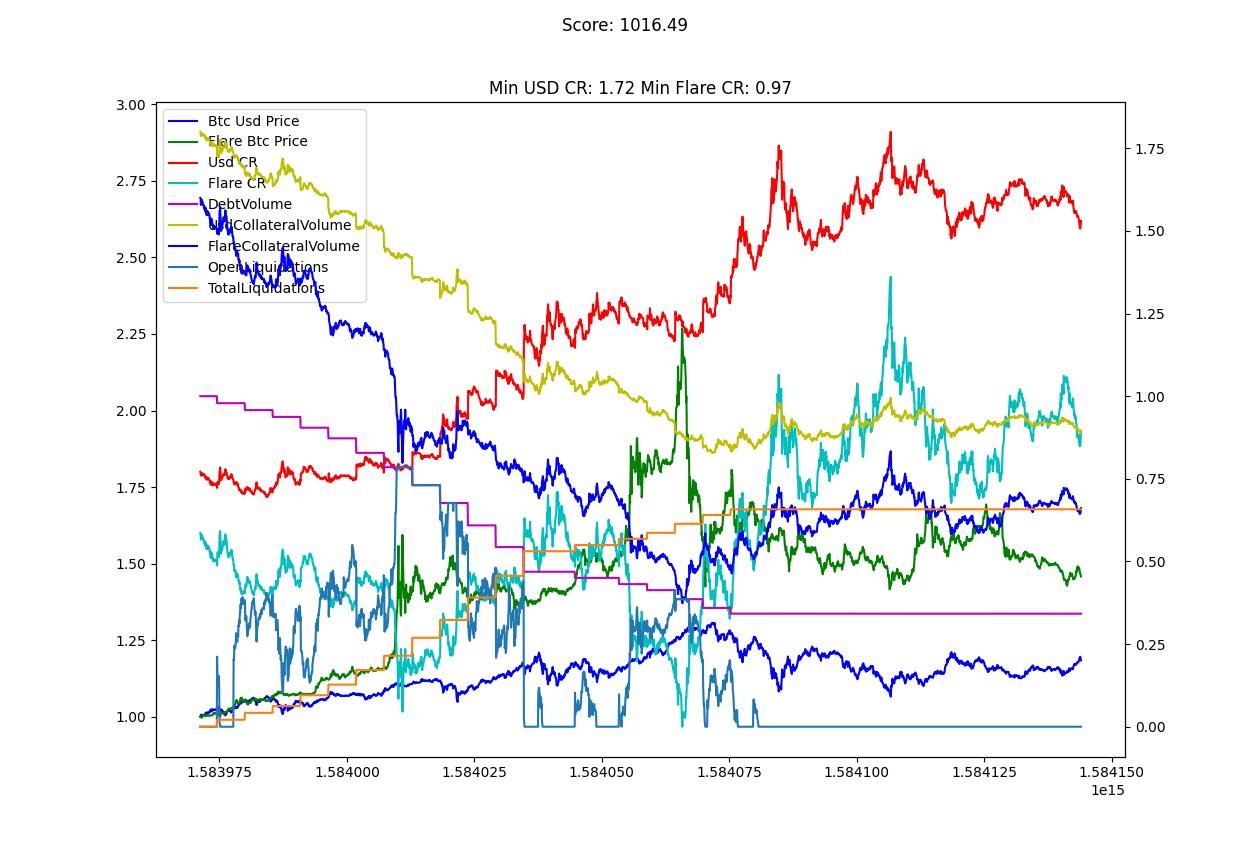 Score: 1016.49
Min USD CR: 1.72 Min Flare CR: 0.97
3.00
2.75
2.50
2.25
2.00
1.75
1.50
1.25
1.00
Btc Usd Price
Flare Btc Price
Usd CR
Flare CR
DebtVolume
UsdCollateralVolume
FlareCollateralVolume
OpenLiquidations
TotalLiquidations
1.75
1.50
1.25
1.00
0.75
0.50
0.25
0.00
1.583975 1.584000 1.584025 1.584050 1.584075 1.584100 1.584125 1.584150
1e15